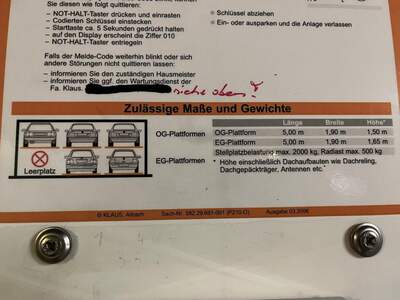 Sie diesen wie folgt quittieren:
– NOT-HALT-Taster drücken und einrasten
– Codierten Schlüssel einstecken
– Starttaste ca. 5 Sekunden gedrückt halten
– auf den Display erscheint die Ziffer 010
– NOT-HALT-Taster entriegeln
Falls der Melde-Code weiterhin blinkt oder sich
andere Störungen nicht quittieren lassen:
– informieren Sie den zuständigen Hausmeister
– informieren Sie ggf. den Wartungsdienst der
Fa. Klaus. siehe oben!
● Schlüssel abziehen
● Ein- oder ausparken und die Anlage verlassen
Zulässige Maße und Gewichte
Länge Breite Höhe*
OG-Plattformen OG-Plattform 5,00 m 1,90 m 1,50 m
EG-Plattform 5,00 m 1,90 m 1,65 m
Stellplatzbelastung max. 2000 kg, Radlast max. 500 kg
EG-Plattformen * Höhe einschließlich Dachaufbauten wie Dachreling,
Dachgepäckträger, Antennen etc.
Leerplatz
© KLAUS, Aitrach
Ausgabe 03.2006